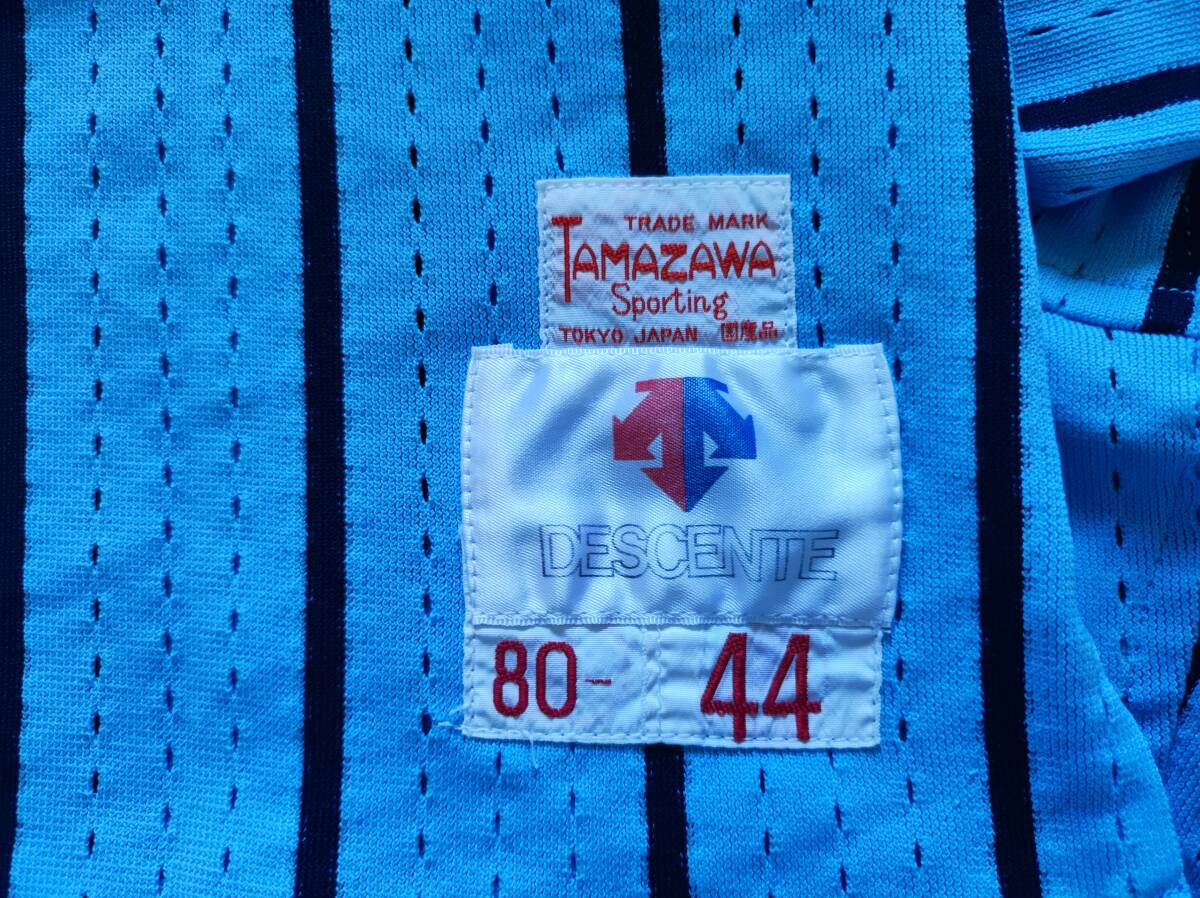 TRADE MARK
TAMAZAWA
Sporting
TOKYO JAPAN 国産品
DESCENTE
80- 44